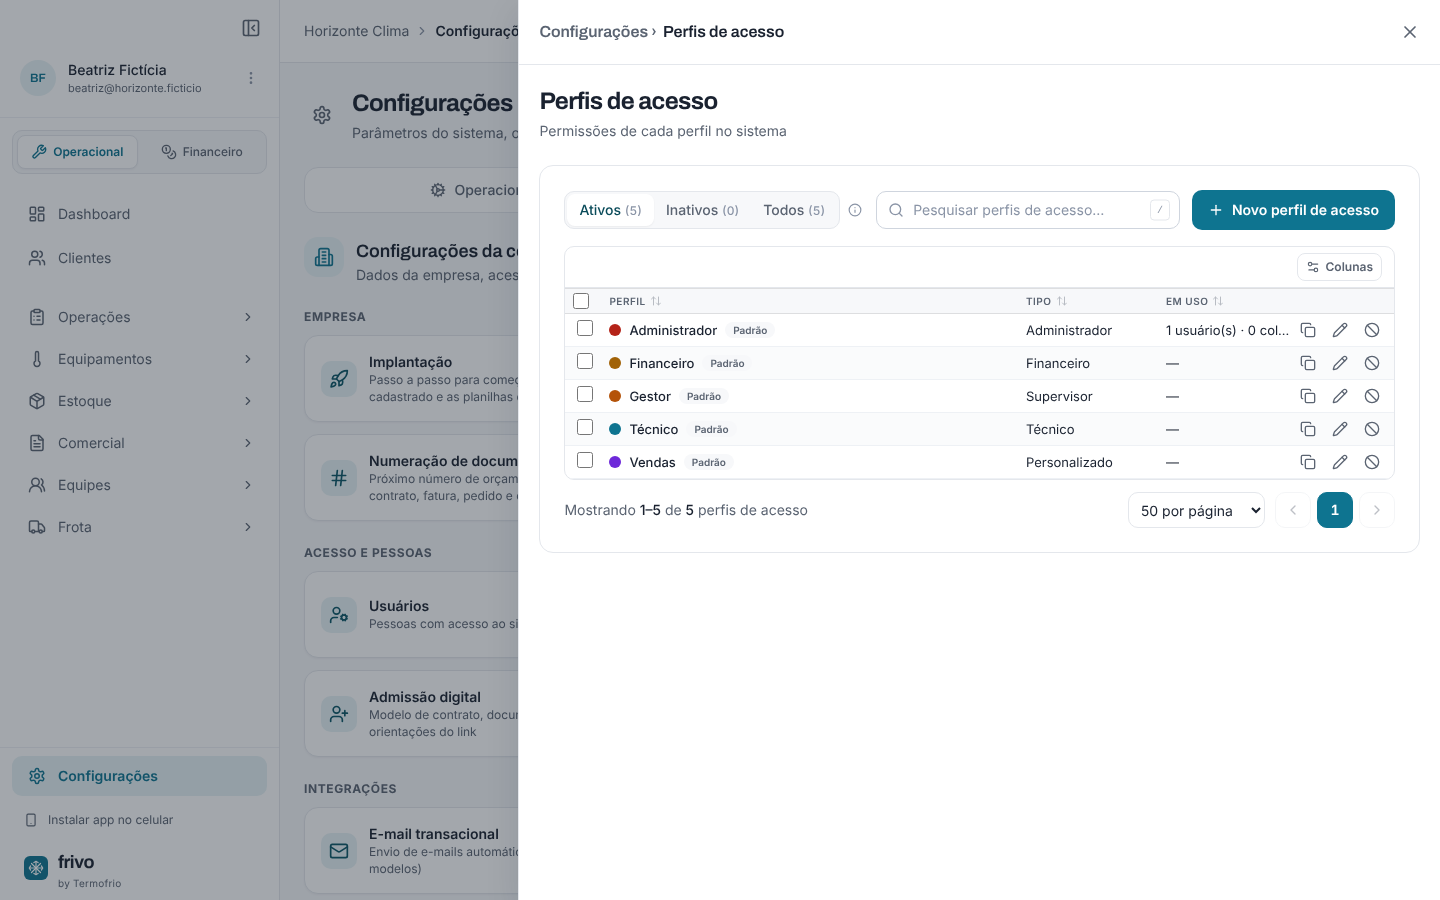 BF
Beatriz Fictícia
beatriz@horizonte.ficticio
Operacional
Financeiro
Dashboard
Clientes
Operações
Equipamentos
Estoque
Comercial
Equipes
Frota
Configurações
Instalar app no celular
frivo
by Termofrio
Horizonte Clima › Configuraçõ
Configurações
Parâmetros do sistema, c
Operacion
Configurações da co
Dados da empresa, aces
EMPRESA
Implantação
Passo a passo para come
cadastrado e as planilhas
Numeração de docum
Próximo número de orçam
contrato, fatura, pedido e
ACESSO E PESSOAS
Usuários
Pessoas com acesso ao si
Admissão digital
Modelo de contrato, docum
orientações do link
INTEGRAÇÕES
E-mail transacional
Envio de e-mails automátic
modelos)
Configurações › Perfis de acesso
Perfis de acesso
Permissões de cada perfil no sistema
Ativos (5) Inativos (0) Todos (5)
Pesquisar perfis de acesso... /
+ Novo perfil de acesso
Colunas
PERFIL TIPO EM USO
Administrador Padrão Administrador 1 usuário(s) · 0 col...
Financeiro Padrão Financeiro —
Gestor Padrão Supervisor —
Técnico Padrão Técnico —
Vendas Padrão Personalizado —
Mostrando 1–5 de 5 perfis de acesso
50 por página
1